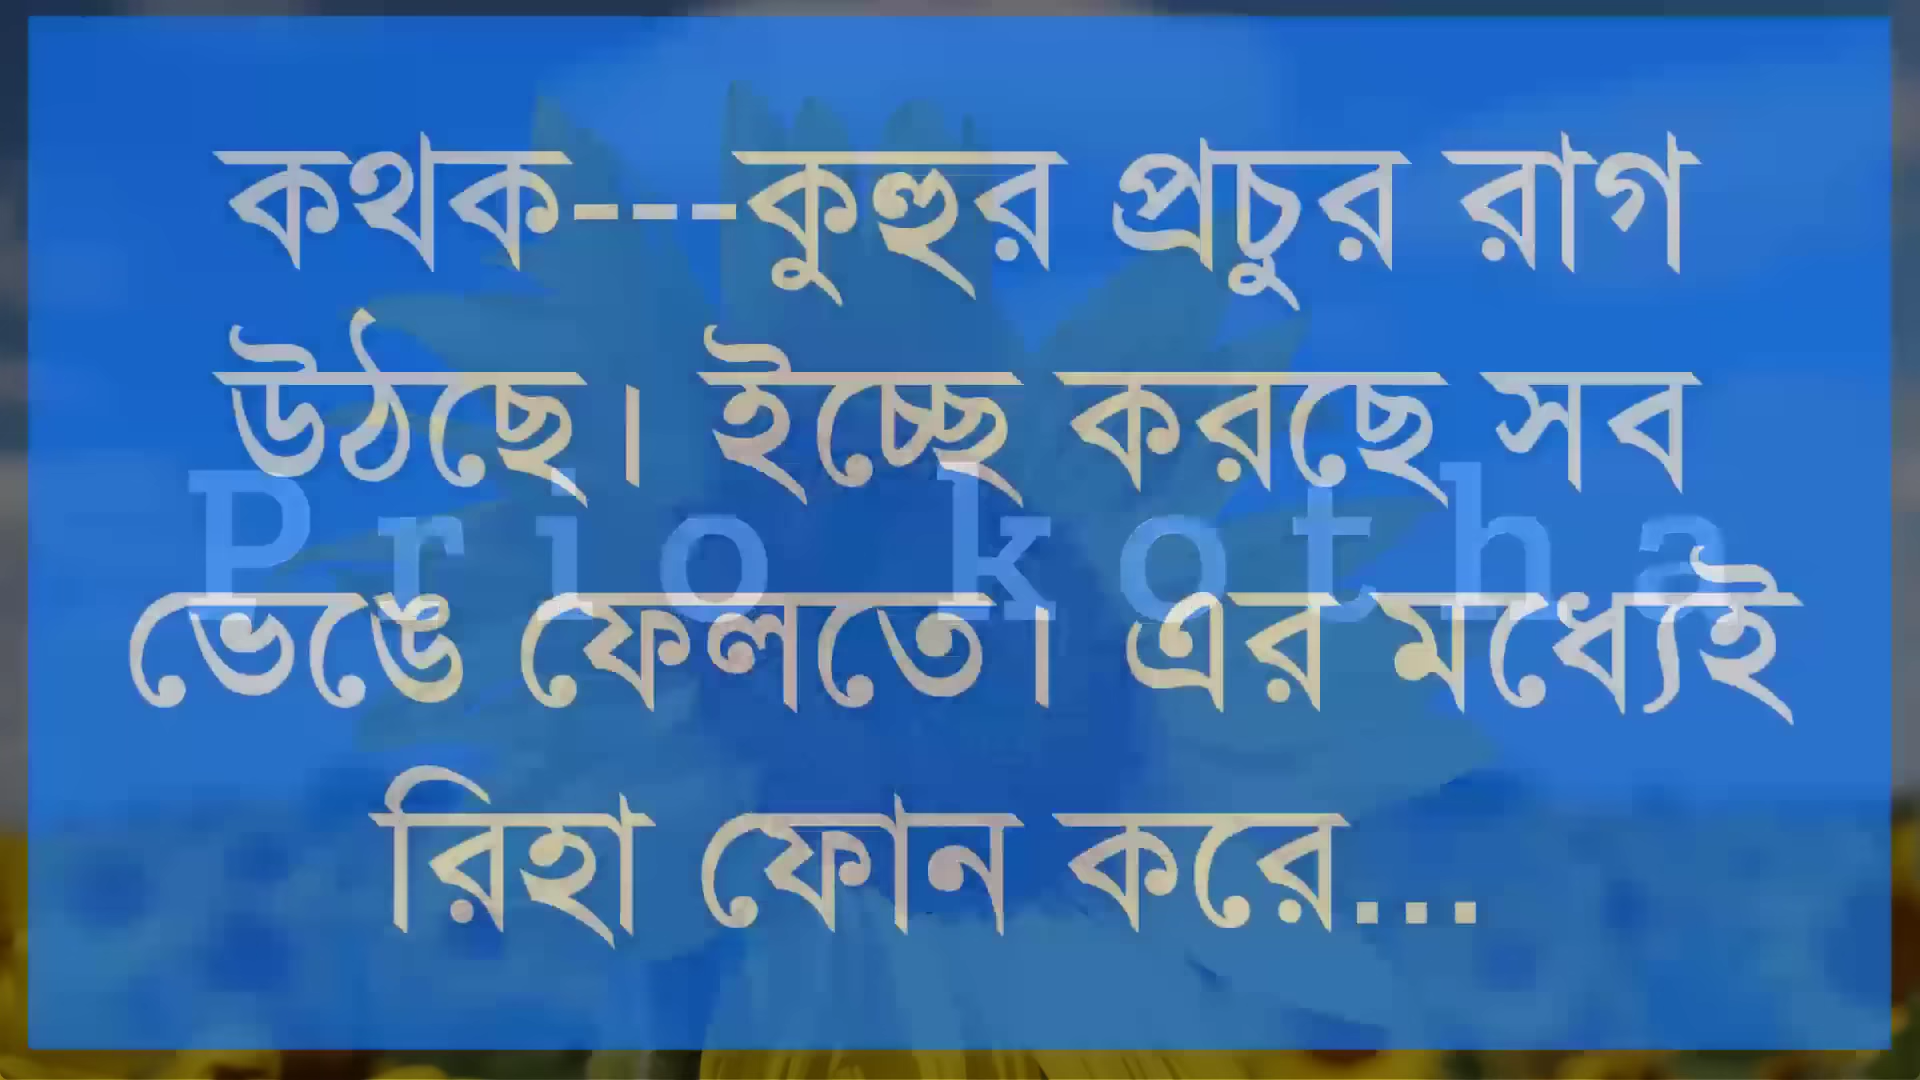 কথক---কুহুর প্রচুর রাগ
উঠছে। ইচ্ছে করছে সব
Prio kotha
ভেঙে ফেলতে। এর মধ্যেই
রিহা ফোন করে...